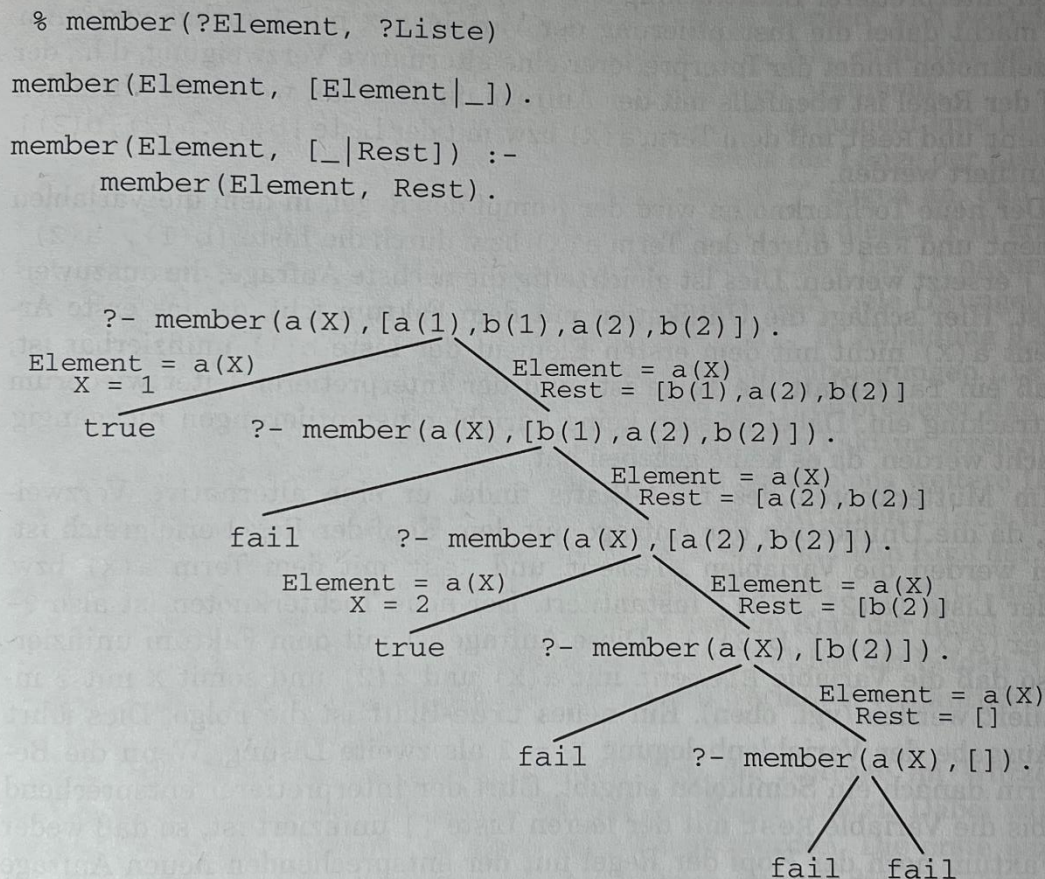 % member(?Element, ?Liste)
member(Element, [Element|_]).
member(Element, [_|Rest]) :-
member(Element, Rest).
?- member(a(X),[a(1),b(1),a(2),b(2)]).
Element = a(X)
X = 1
Element = a(X)
Rest = [b(1),a(2),b(2)]
true
?- member(a(X),[b(1),a(2),b(2)]).
Element = a(X)
Rest = [a(2),b(2)]
fail
?- member(a(X),[a(2),b(2)]).
Element = a(X)
X = 2
Element = a(X)
Rest = [b(2)]
true
?- member(a(X),[b(2)]).
Element = a(X)
Rest = []
fail
?- member(a(X),[]).
fail
fail